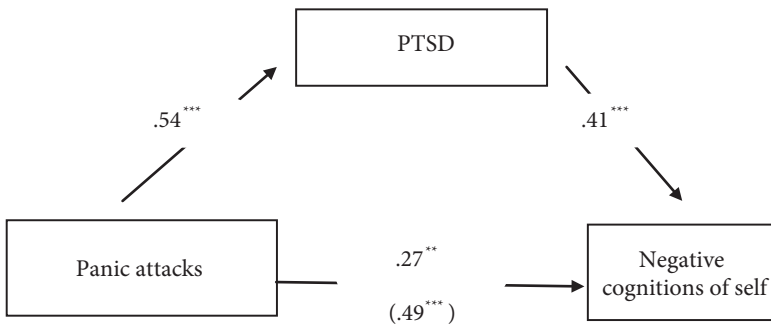 PTSD
.54***
.41***
Panic attacks
.27**
(.49***)
Negative
cognitions of self